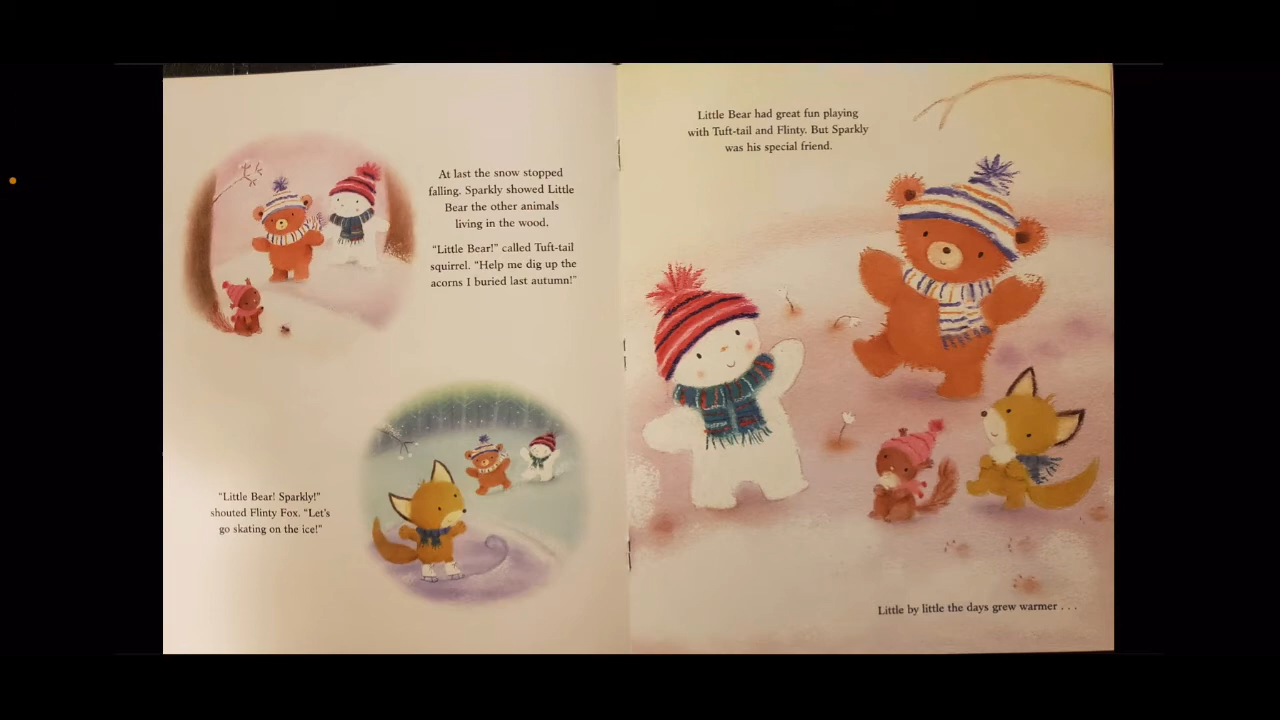 At last the snow stopped
falling. Sparkly showed Little
Bear the other animals
living in the wood.
“Little Bear!” called Tuft-tail
squirrel. “Help me dig up the
acorns I buried last autumn!”
“Little Bear! Sparkly!”
shouted Flinty Fox. “Let's
go skating on the ice!”
Little Bear had great fun playing
with Tuft-tail and Flinty. But Sparkly
was his special friend.
Little by little the days grew warmer . . .